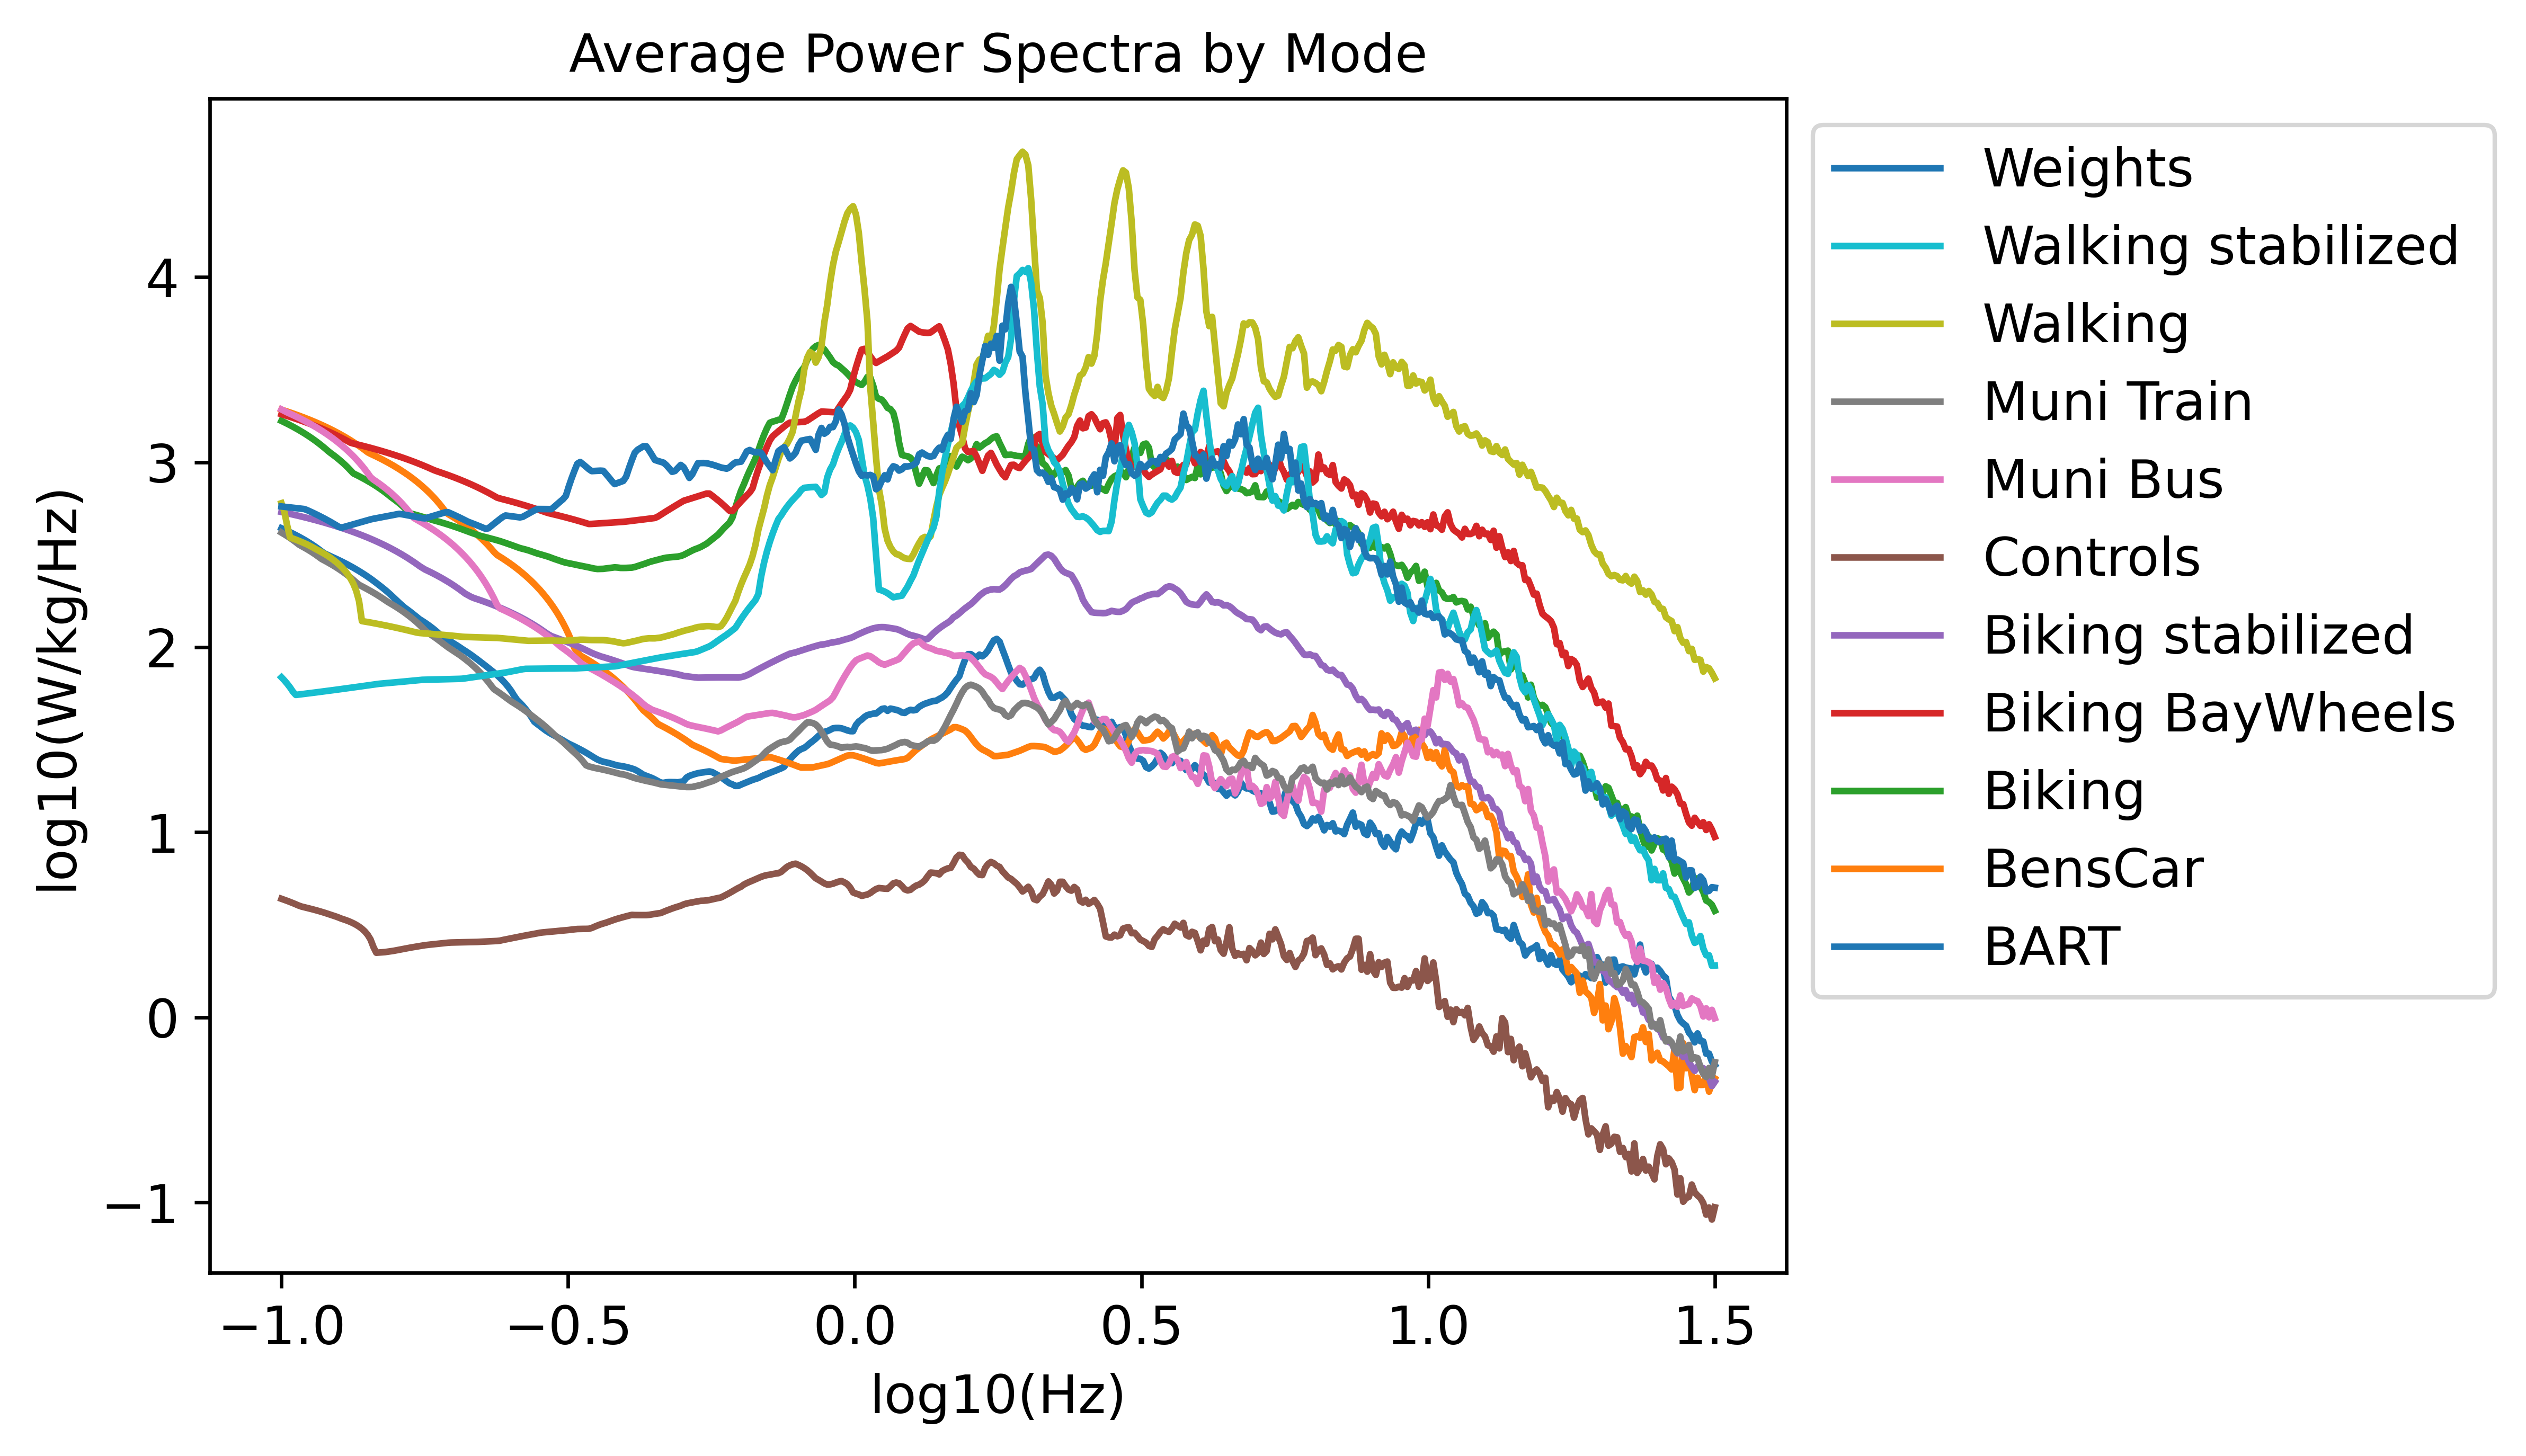 Average Power Spectra by Mode
log10(W/kg/Hz)
4
3
2
1
0
−1
−1.0
−0.5
0.0
0.5
1.0
1.5
log10(Hz)
Weights
Walking stabilized
Walking
Muni Train
Muni Bus
Controls
Biking stabilized
Biking BayWheels
Biking
BensCar
BART